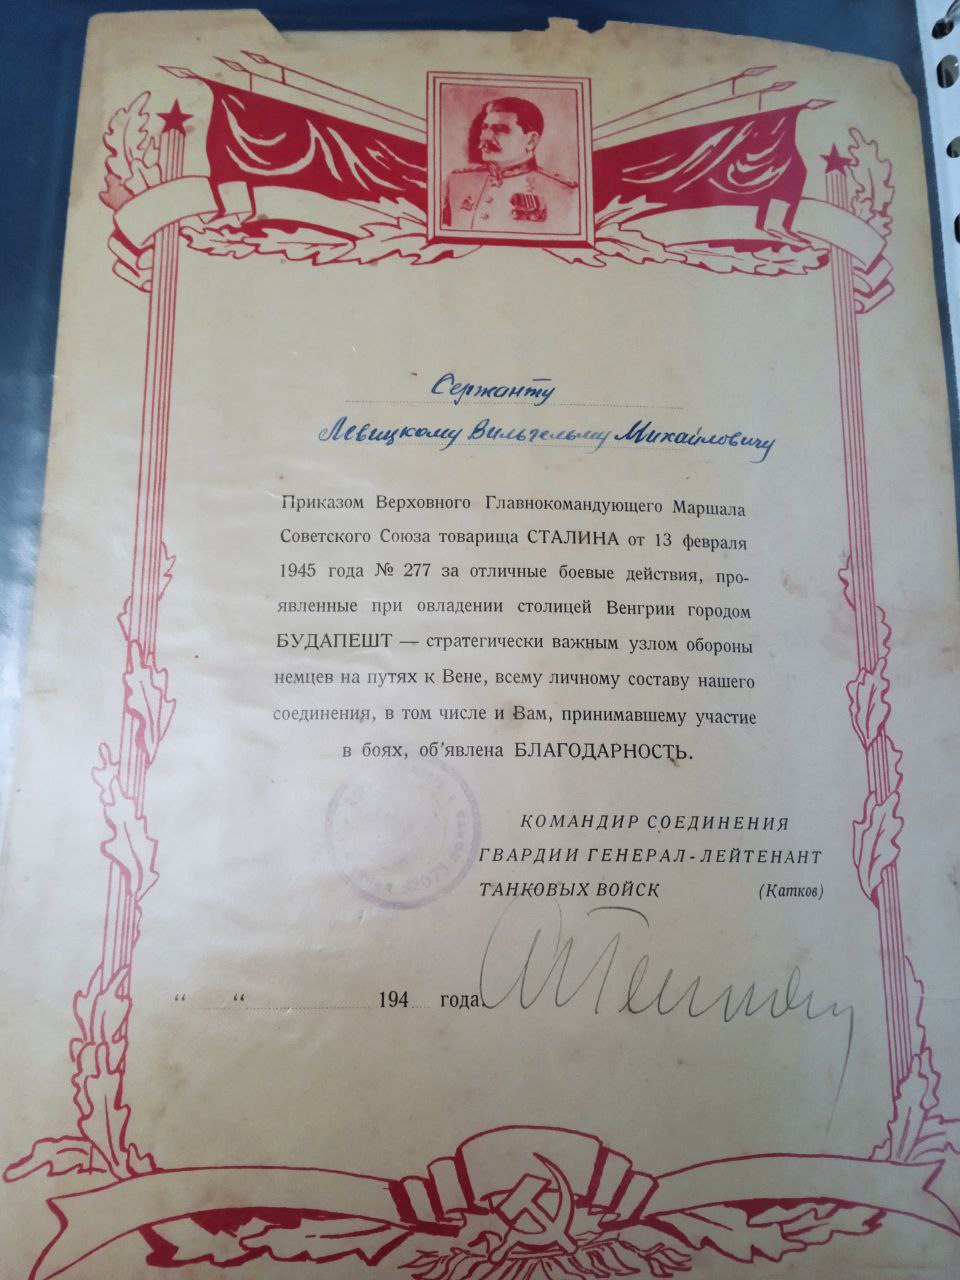 Сержанту
Левицкому Вильгельму Михайловичу
Приказом Верховного Главнокомандующего Маршала
Советского Союза товарища СТАЛИНА от 13 февраля
1945 года № 277 за отличные боевые действия, про-
явленные при овладении столицей Венгрии городом
БУДАПЕШТ — стратегически важным узлом обороны
немцев на путях к Вене, всему личному составу нашего
соединения, в том числе и Вам, принимавшему участие
в боях, об'явлена БЛАГОДАРНОСТЬ.
КОМАНДИР СОЕДИНЕНИЯ
ГВАРДИИ ГЕНЕРАЛ-ЛЕЙТЕНАНТ
ТАНКОВЫХ ВОЙСК (Катков)
“ “ 194 года.